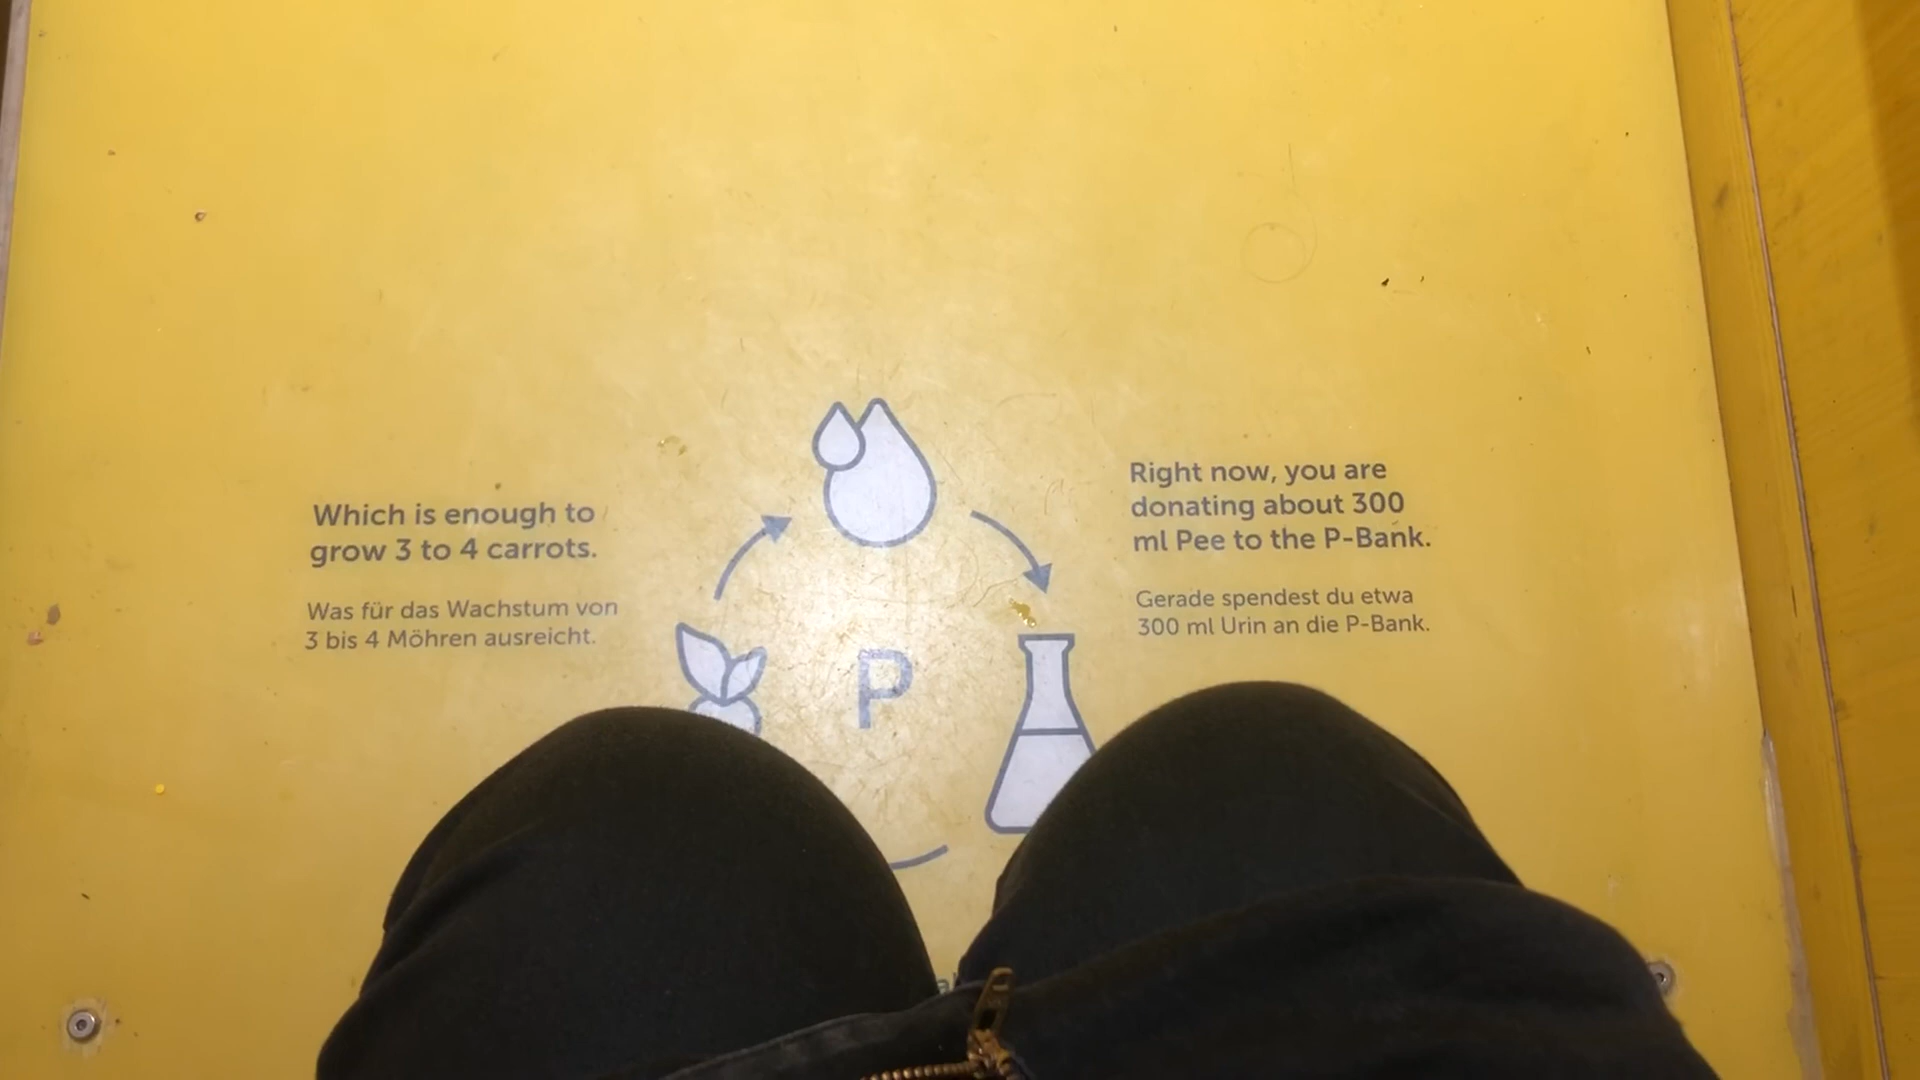 Right now, you are
donating about 300
ml Pee to the P-Bank.
Gerade spendest du etwa
300 ml Urin an die P-Bank.
Which is enough to
grow 3 to 4 carrots.
Was für das Wachstum von
3 bis 4 Möhren ausreicht.
P